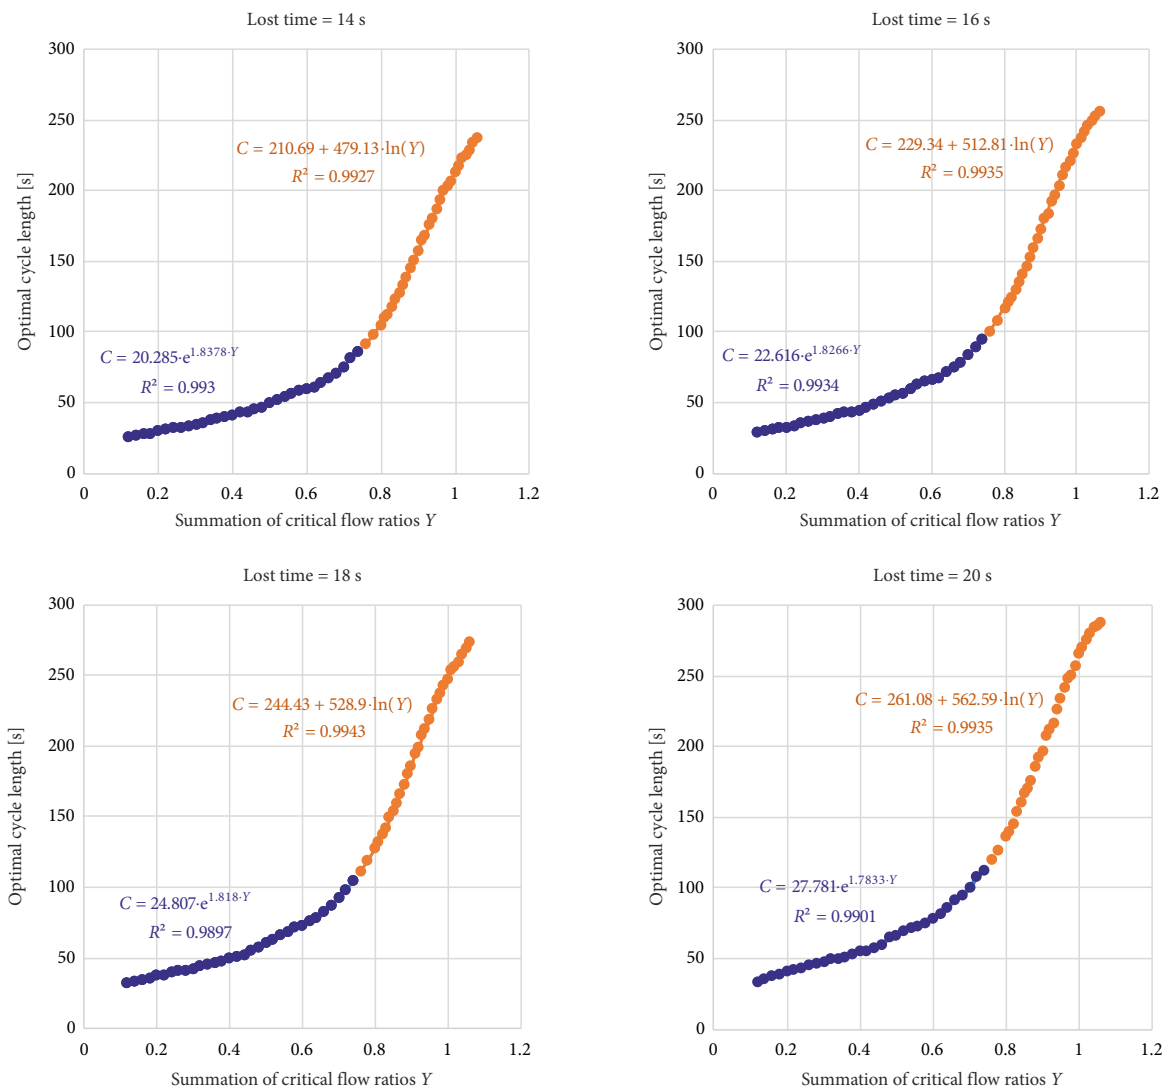 Lost time = 14 s
300
250
200
150
100
50
0
Optimal cycle length [s]
C = 210.69 + 479.13·ln(Y)
R² = 0.9927
C = 20.285·e^1.8378·Y
R² = 0.993
0 0.2 0.4 0.6 0.8 1 1.2
Summation of critical flow ratios Y
Lost time = 16 s
300
250
200
150
100
50
0
Optimal cycle length [s]
C = 229.34 + 512.81·ln(Y)
R² = 0.9935
C = 22.616·e^1.8266·Y
R² = 0.9934
0 0.2 0.4 0.6 0.8 1 1.2
Summation of critical flow ratios Y
Lost time = 18 s
300
250
200
150
100
50
0
Optimal cycle length [s]
C = 244.43 + 528.9·ln(Y)
R² = 0.9943
C = 24.807·e^1.818·Y
R² = 0.9897
0 0.2 0.4 0.6 0.8 1 1.2
Summation of critical flow ratios Y
Lost time = 20 s
300
250
200
150
100
50
0
Optimal cycle length [s]
C = 261.08 + 562.59·ln(Y)
R² = 0.9935
C = 27.781·e^1.7833·Y
R² = 0.9901
0 0.2 0.4 0.6 0.8 1 1.2
Summation of critical flow ratios Y